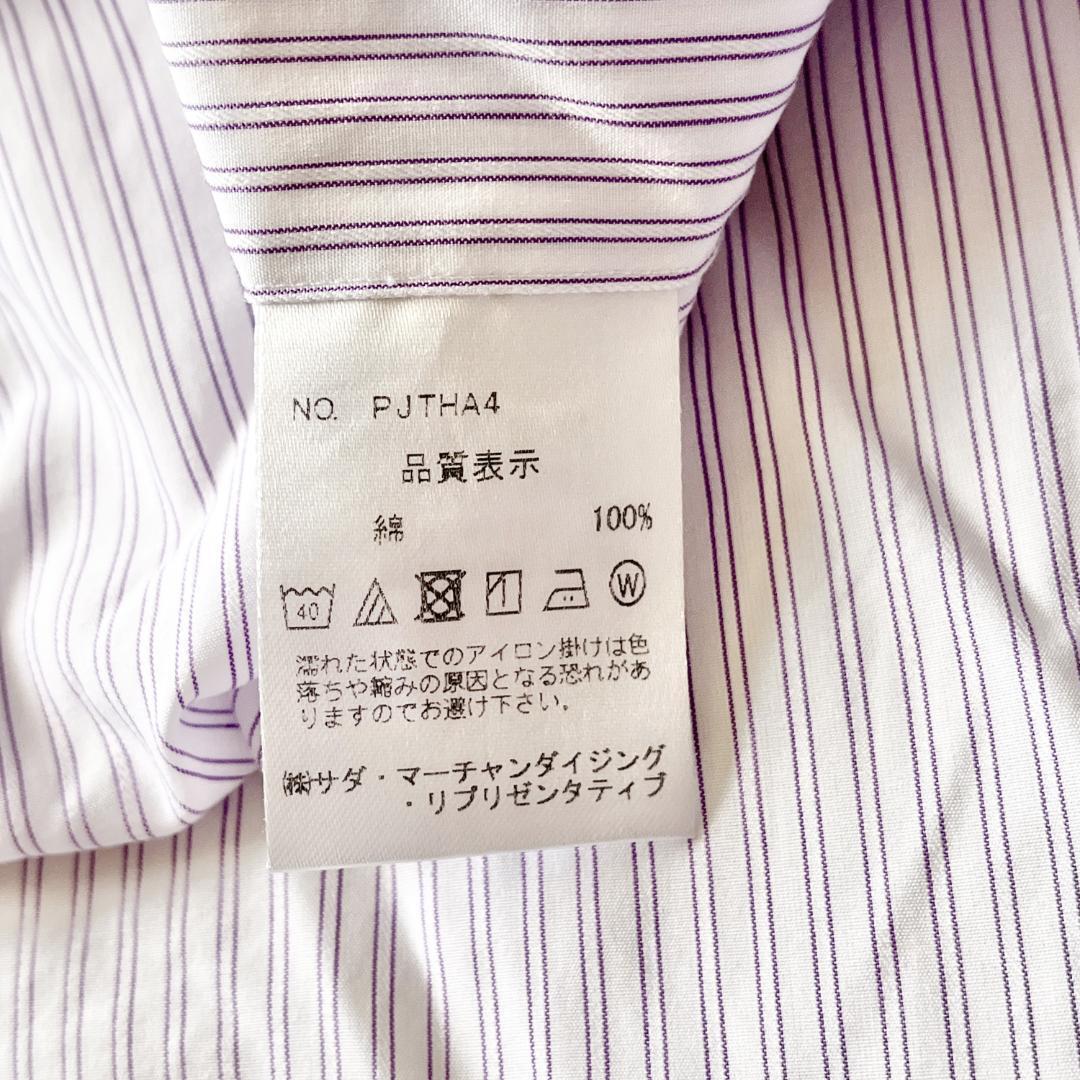 NO. PJTHA4
品質表示
綿 100%
40 W
濡れた状態でのアイロン掛けは色
落ちや縮みの原因となる恐れがあ
りますのでお避け下さい。
㈱サダ・マーチャンダイジング
・リプリゼンタティブ